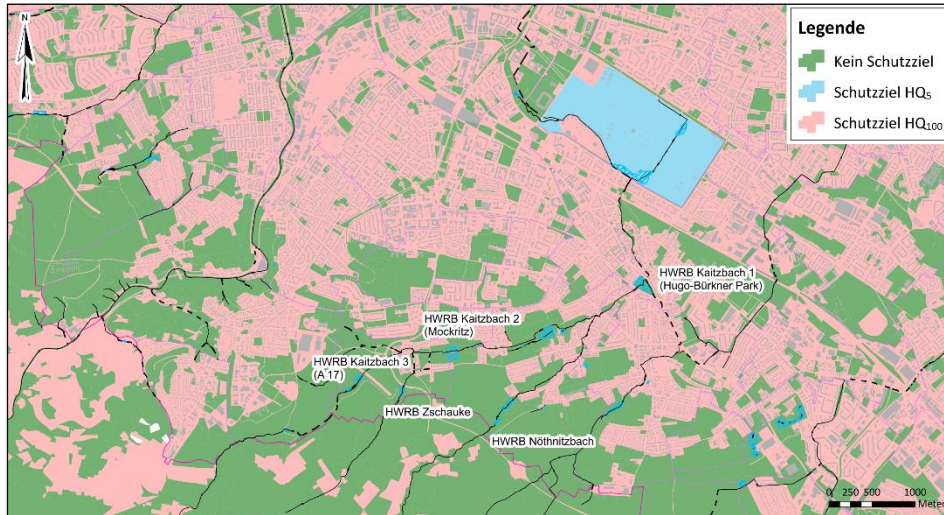 N
Legende
Kein Schutzziel
Schutzziel HQ5
Schutzziel HQ100
HWRB Kaitzbach 1
(Hugo-Bürkner Park)
HWRB Kaitzbach 2
(Mockritz)
HWRB Kaitzbach 3
(A 17)
HWRB Zschauke
HWRB Nöthnitzbach
0 250 500 1000
Meter